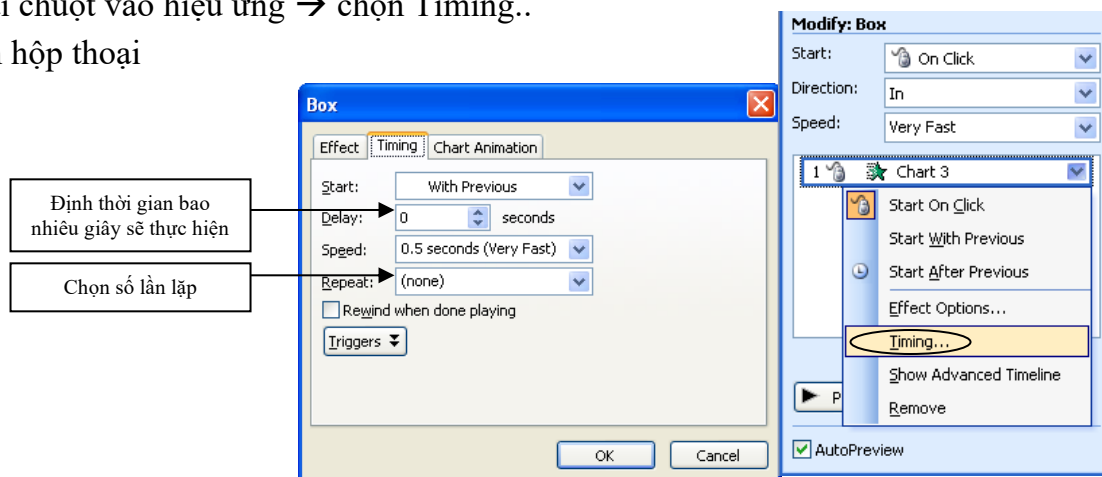 chuột vào hiệu ứng → chọn Timing..
hộp thoại
Định thời gian bao
nhiêu giây sẽ thực hiện
Chọn số lần lặp
Box
Effect Timing Chart Animation
Start: With Previous
Delay: 0 seconds
Speed: 0.5 seconds (Very Fast)
Repeat: (none)
Rewind when done playing
Triggers
OK Cancel
Modify: Box
Start: On Click
Direction: In
Speed: Very Fast
1 Chart 3
Start On Click
Start With Previous
Start After Previous
Effect Options...
Timing...
Show Advanced Timeline
Remove
P
AutoPreview